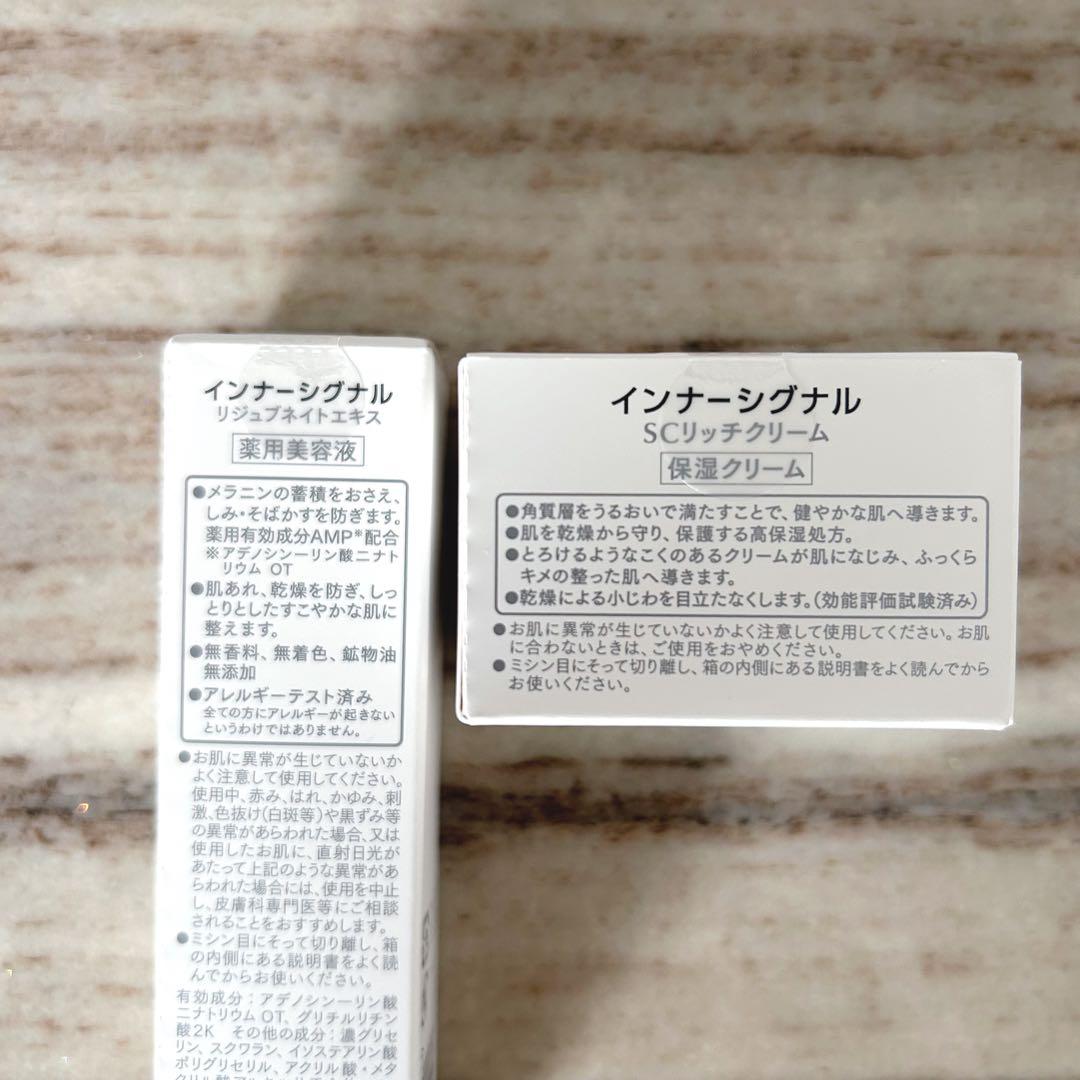 インナーシグナル
リジュブネイトエキス
薬用美容液
●メラニンの蓄積をおさえ、
しみ・そばかすを防ぎます。
薬用有効成分AMP※配合
※アデノシン一リン酸二ナト
リウム OT
●肌あれ、乾燥を防ぎ、しっ
とりとしたすこやかな肌に
整えます。
●無香料、無着色、鉱物油
無添加
●アレルギーテスト済み
全ての方にアレルギーが起きない
というわけではありません。
●お肌に異常が生じていないか
よく注意して使用してください。
使用中、赤み、はれ、かゆみ、刺
激、色抜け(白斑等)や黒ずみ等
の異常があらわれた場合、又は
使用したお肌に、直射日光が
あたって上記のような異常があ
らわれた場合には、使用を中止
し、皮膚科専門医等にご相談
されることをおすすめします。
●ミシン目にそって切り離し、箱
の内側にある説明書をよく読
んでからお使いください。
有効成分：アデノシン一リン酸
二ナトリウム OT、グリチルリチン
酸2K その他の成分：濃グリセ
リン、スクワラン、イソステアリン酸
ポリグリセリル、アクリル酸・メタ
インナーシグナル
SCリッチクリーム
保湿クリーム
●角質層をうるおいで満たすことで、健やかな肌へ導きます。
●肌を乾燥から守り、保護する高保湿処方。
●とろけるようなこくのあるクリームが肌になじみ、ふっくら
キメの整った肌へ導きます。
●乾燥による小じわを目立たなくします。(効能評価試験済み)
●お肌に異常が生じていないかよく注意して使用してください。お肌
に合わないときは、ご使用をおやめください。
●ミシン目にそって切り離し、箱の内側にある説明書をよく読んでから
お使いください。